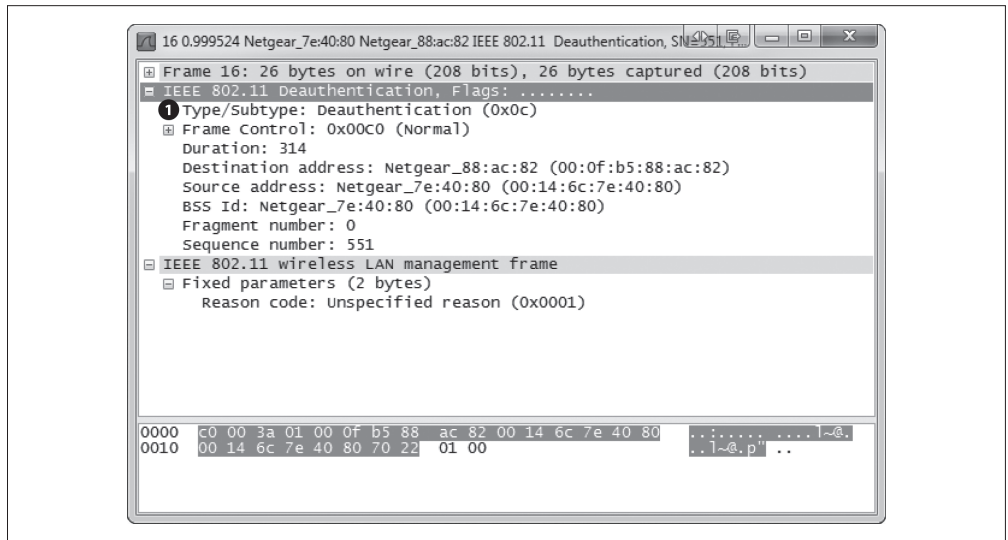 16 0.999524 Netgear_7e:40:80 Netgear_88:ac:82 IEEE 802.11 Deauthentication,
Frame 16: 26 bytes on wire (208 bits), 26 bytes captured (208 bits)
IEEE 802.11 Deauthentication, Flags: ........
1 Type/Subtype: Deauthentication (0x0c)
Frame Control: 0x00C0 (Normal)
Duration: 314
Destination address: Netgear_88:ac:82 (00:0f:b5:88:ac:82)
Source address: Netgear_7e:40:80 (00:14:6c:7e:40:80)
BSS Id: Netgear_7e:40:80 (00:14:6c:7e:40:80)
Fragment number: 0
Sequence number: 551
IEEE 802.11 wireless LAN management frame
Fixed parameters (2 bytes)
Reason code: Unspecified reason (0x0001)
0000 c0 00 3a 01 00 0f b5 88 ac 82 00 14 6c 7e 40 80 ..:..... ....l~@.
0010 00 14 6c 7e 40 80 70 22 01 00 ..l~@.p" ..